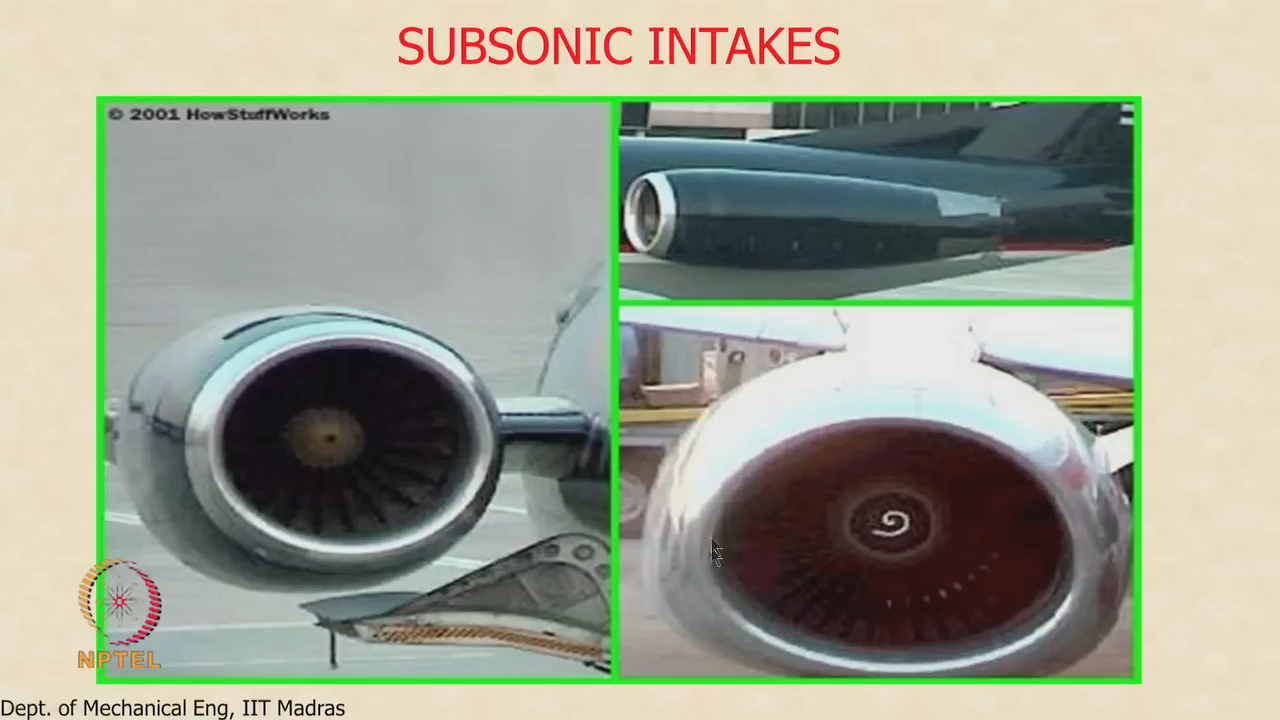 SUBSONIC INTAKES
© 2001 HowStuffWorks
NPTEL
Dept. of Mechanical Eng, IIT Madras